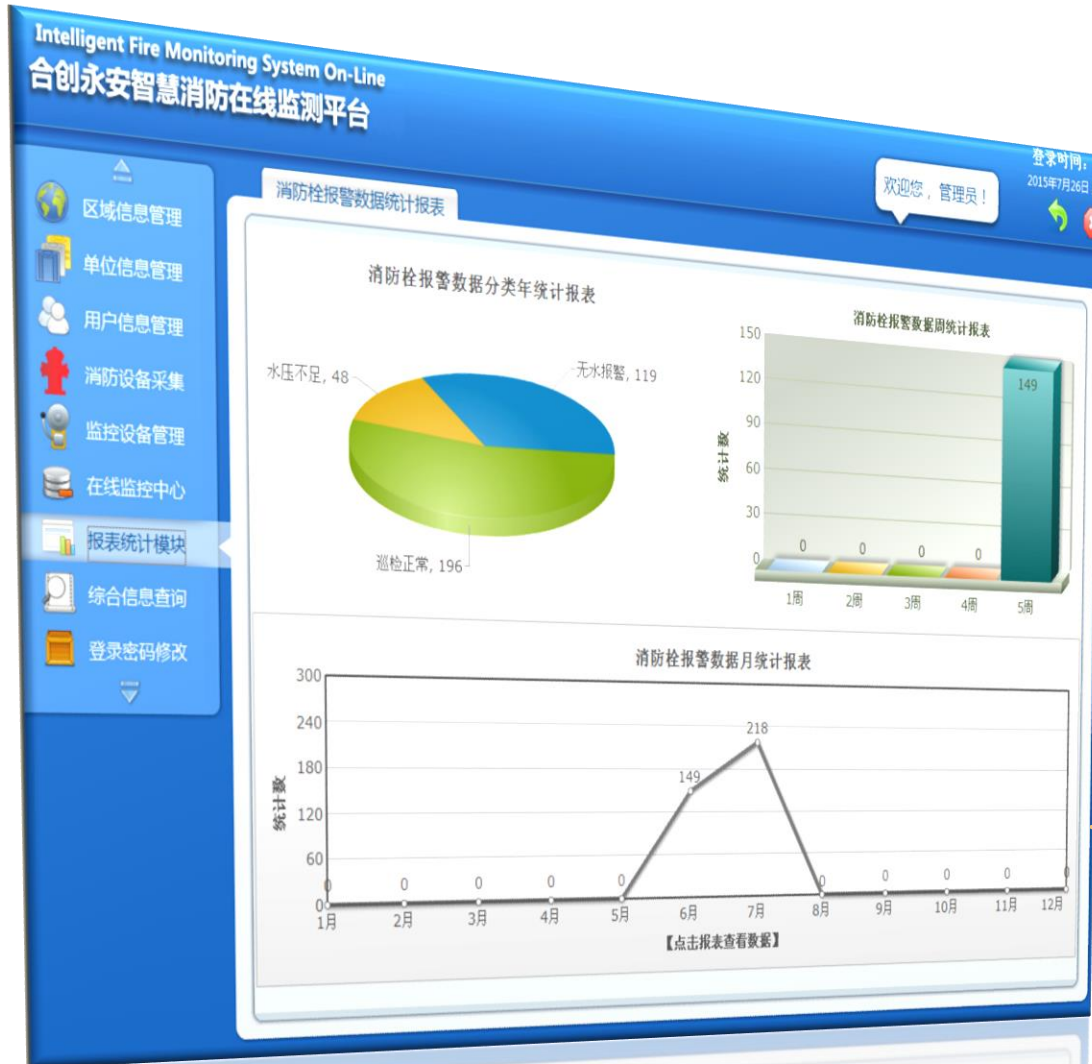 Intelligent Fire Monitoring System On-Line
合创永安智慧消防在线监测平台
登录时间:
欢迎您，管理员！
2015年7月26日
区域信息管理
单位信息管理
用户信息管理
消防设备采集
监控设备管理
在线监控中心
报表统计模块
综合信息查询
登录密码修改
消防栓报警数据统计报表
消防栓报警数据分类年统计报表
水压不足, 48
无水报警, 119
巡检正常, 196
消防栓报警数据周统计报表
统计数
150
120
90
60
30
0
0 0 0 0 149
1周 2周 3周 4周 5周
消防栓报警数据月统计报表
统计数
300
240
180
120
60
0
0 0 0 0 0 149 218 0 0 0 0 0
1月 2月 3月 4月 5月 6月 7月 8月 9月 10月 11月 12月
【点击报表查看数据】